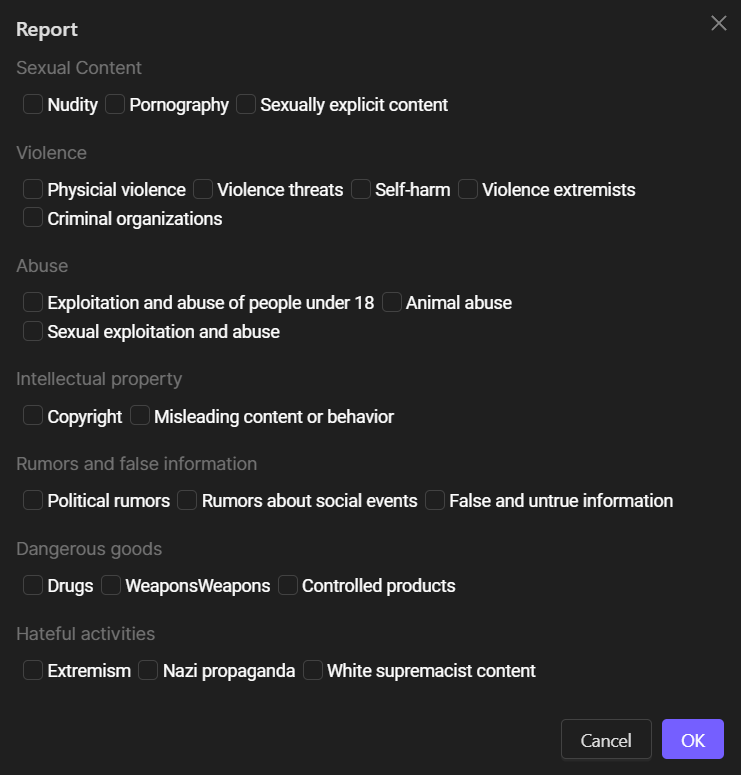 Report
Sexual Content
Nudity Pornography Sexually explicit content
Violence
Physicial violence Violence threats Self-harm Violence extremists
Criminal organizations
Abuse
Exploitation and abuse of people under 18 Animal abuse
Sexual exploitation and abuse
Intellectual property
Copyright Misleading content or behavior
Rumors and false information
Political rumors Rumors about social events False and untrue information
Dangerous goods
Drugs WeaponsWeapons Controlled products
Hateful activities
Extremism Nazi propaganda White supremacist content
Cancel OK